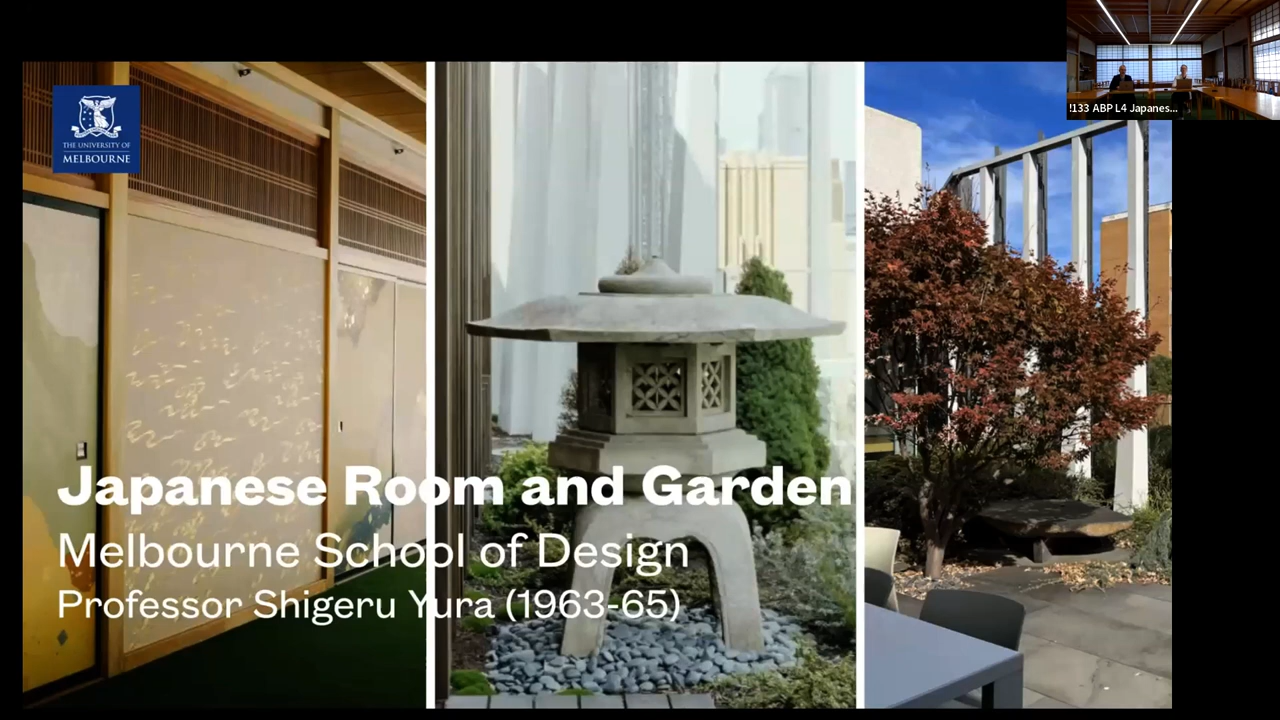 THE UNIVERSITY OF
MELBOURNE
!133 ABP L4 Japanes...
Japanese Room and Garden
Melbourne School of Design
Professor Shigeru Yura (1963-65)